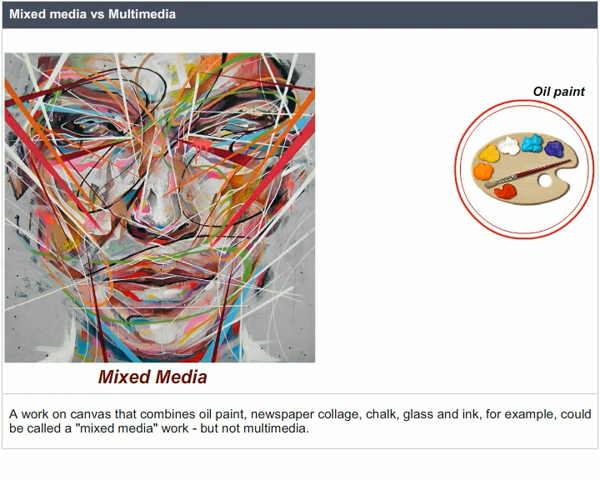 Mixed media vs Multimedia
Oil paint
Mixed Media
A work on canvas that combines oil paint, newspaper collage, chalk, glass and ink, for example, could
be called a "mixed media" work - but not multimedia.